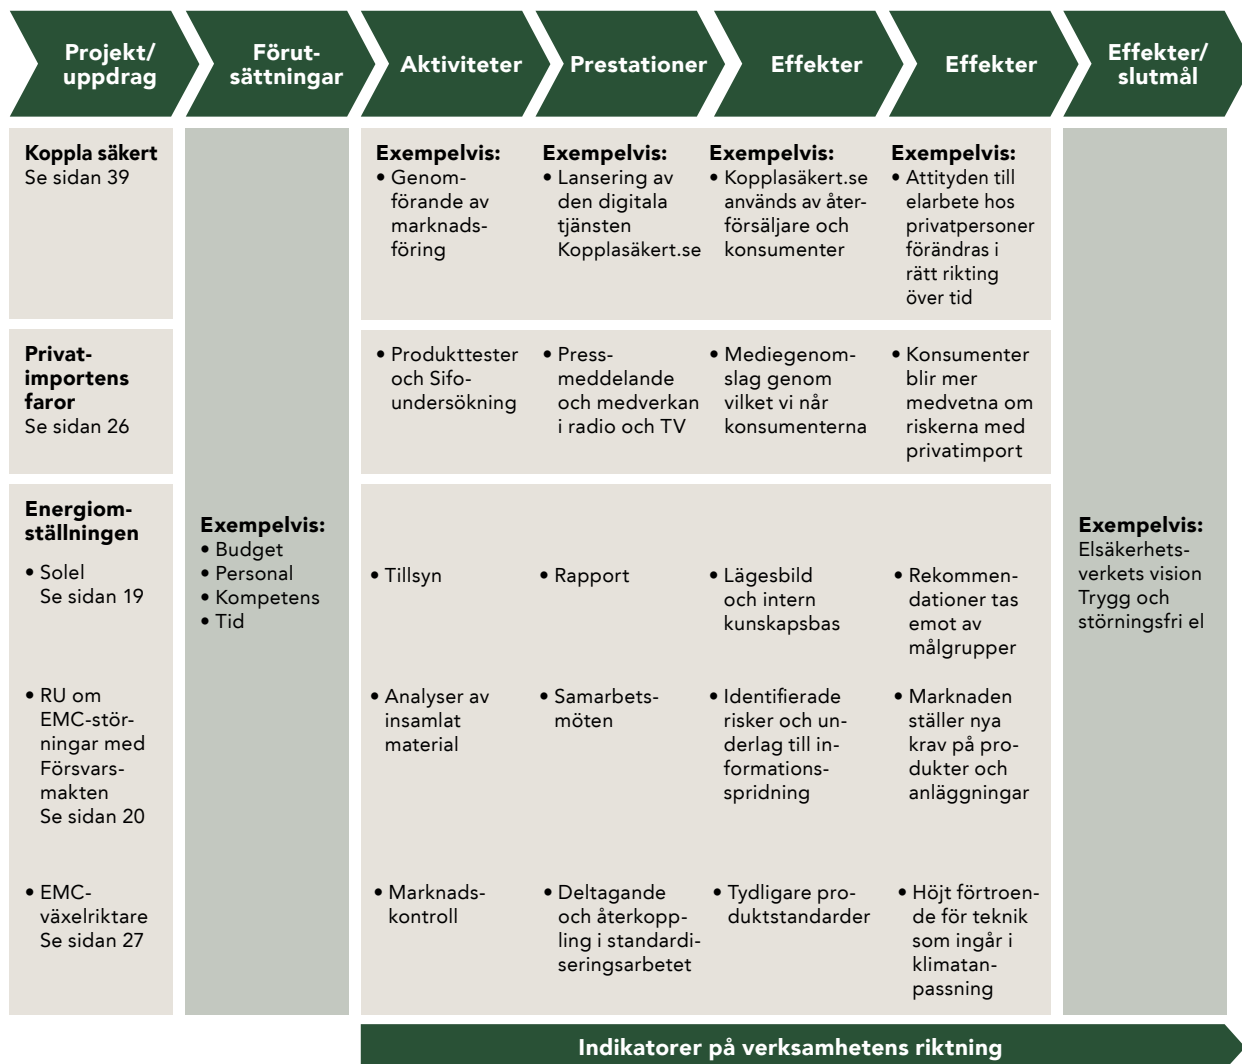 Projekt/
uppdrag
Förut-
sättningar
Aktiviteter
Prestationer
Effekter
Effekter
Effekter/
slutmål
Koppla säkert
Se sidan 39
Exempelvis:
• Genom-
förande av
marknads-
föring
Exempelvis:
• Lansering av
den digitala
tjänsten
Kopplasäkert.se
Exempelvis:
• Kopplasäkert.se
används av åter-
försäljare och
konsumenter
Exempelvis:
• Attityden till
elarbete hos
privatpersoner
förändras i
rätt rikting
över tid
Privat-
importens
faror
Se sidan 26
• Produkttester
och Sifo-
undersökning
• Press-
meddelande
och medverkan
i radio och TV
• Mediegenom-
slag genom
vilket vi når
konsumenterna
• Konsumenter
blir mer
medvetna om
riskerna med
privatimport
Energiom-
ställningen
Exempelvis:
• Budget
• Personal
• Kompetens
• Tid
Exempelvis:
Elsäkerhets-
verkets vision
Trygg och
störningsfri el
• Solel
Se sidan 19
• Tillsyn
• Rapport
• Lägesbild
och intern
kunskapsbas
• Rekommen-
dationer tas
emot av
målgrupper
• RU om
EMC-stör-
ningar med
Försvars-
makten
Se sidan 20
• Analyser av
insamlat
material
• Samarbets-
möten
• Identifierade
risker och un-
derlag till in-
formations-
spridning
• Marknaden
ställer nya
krav på pro-
dukter och
anläggningar
• EMC-
växelriktare
Se sidan 27
• Marknads-
kontroll
• Deltagande
och återkopp-
ling i standardi-
seringsarbetet
• Tydligare pro-
duktstandarder
• Höjt förtroen-
de för teknik
som ingår i
klimatan-
passning
Indikatorer på verksamhetens riktning